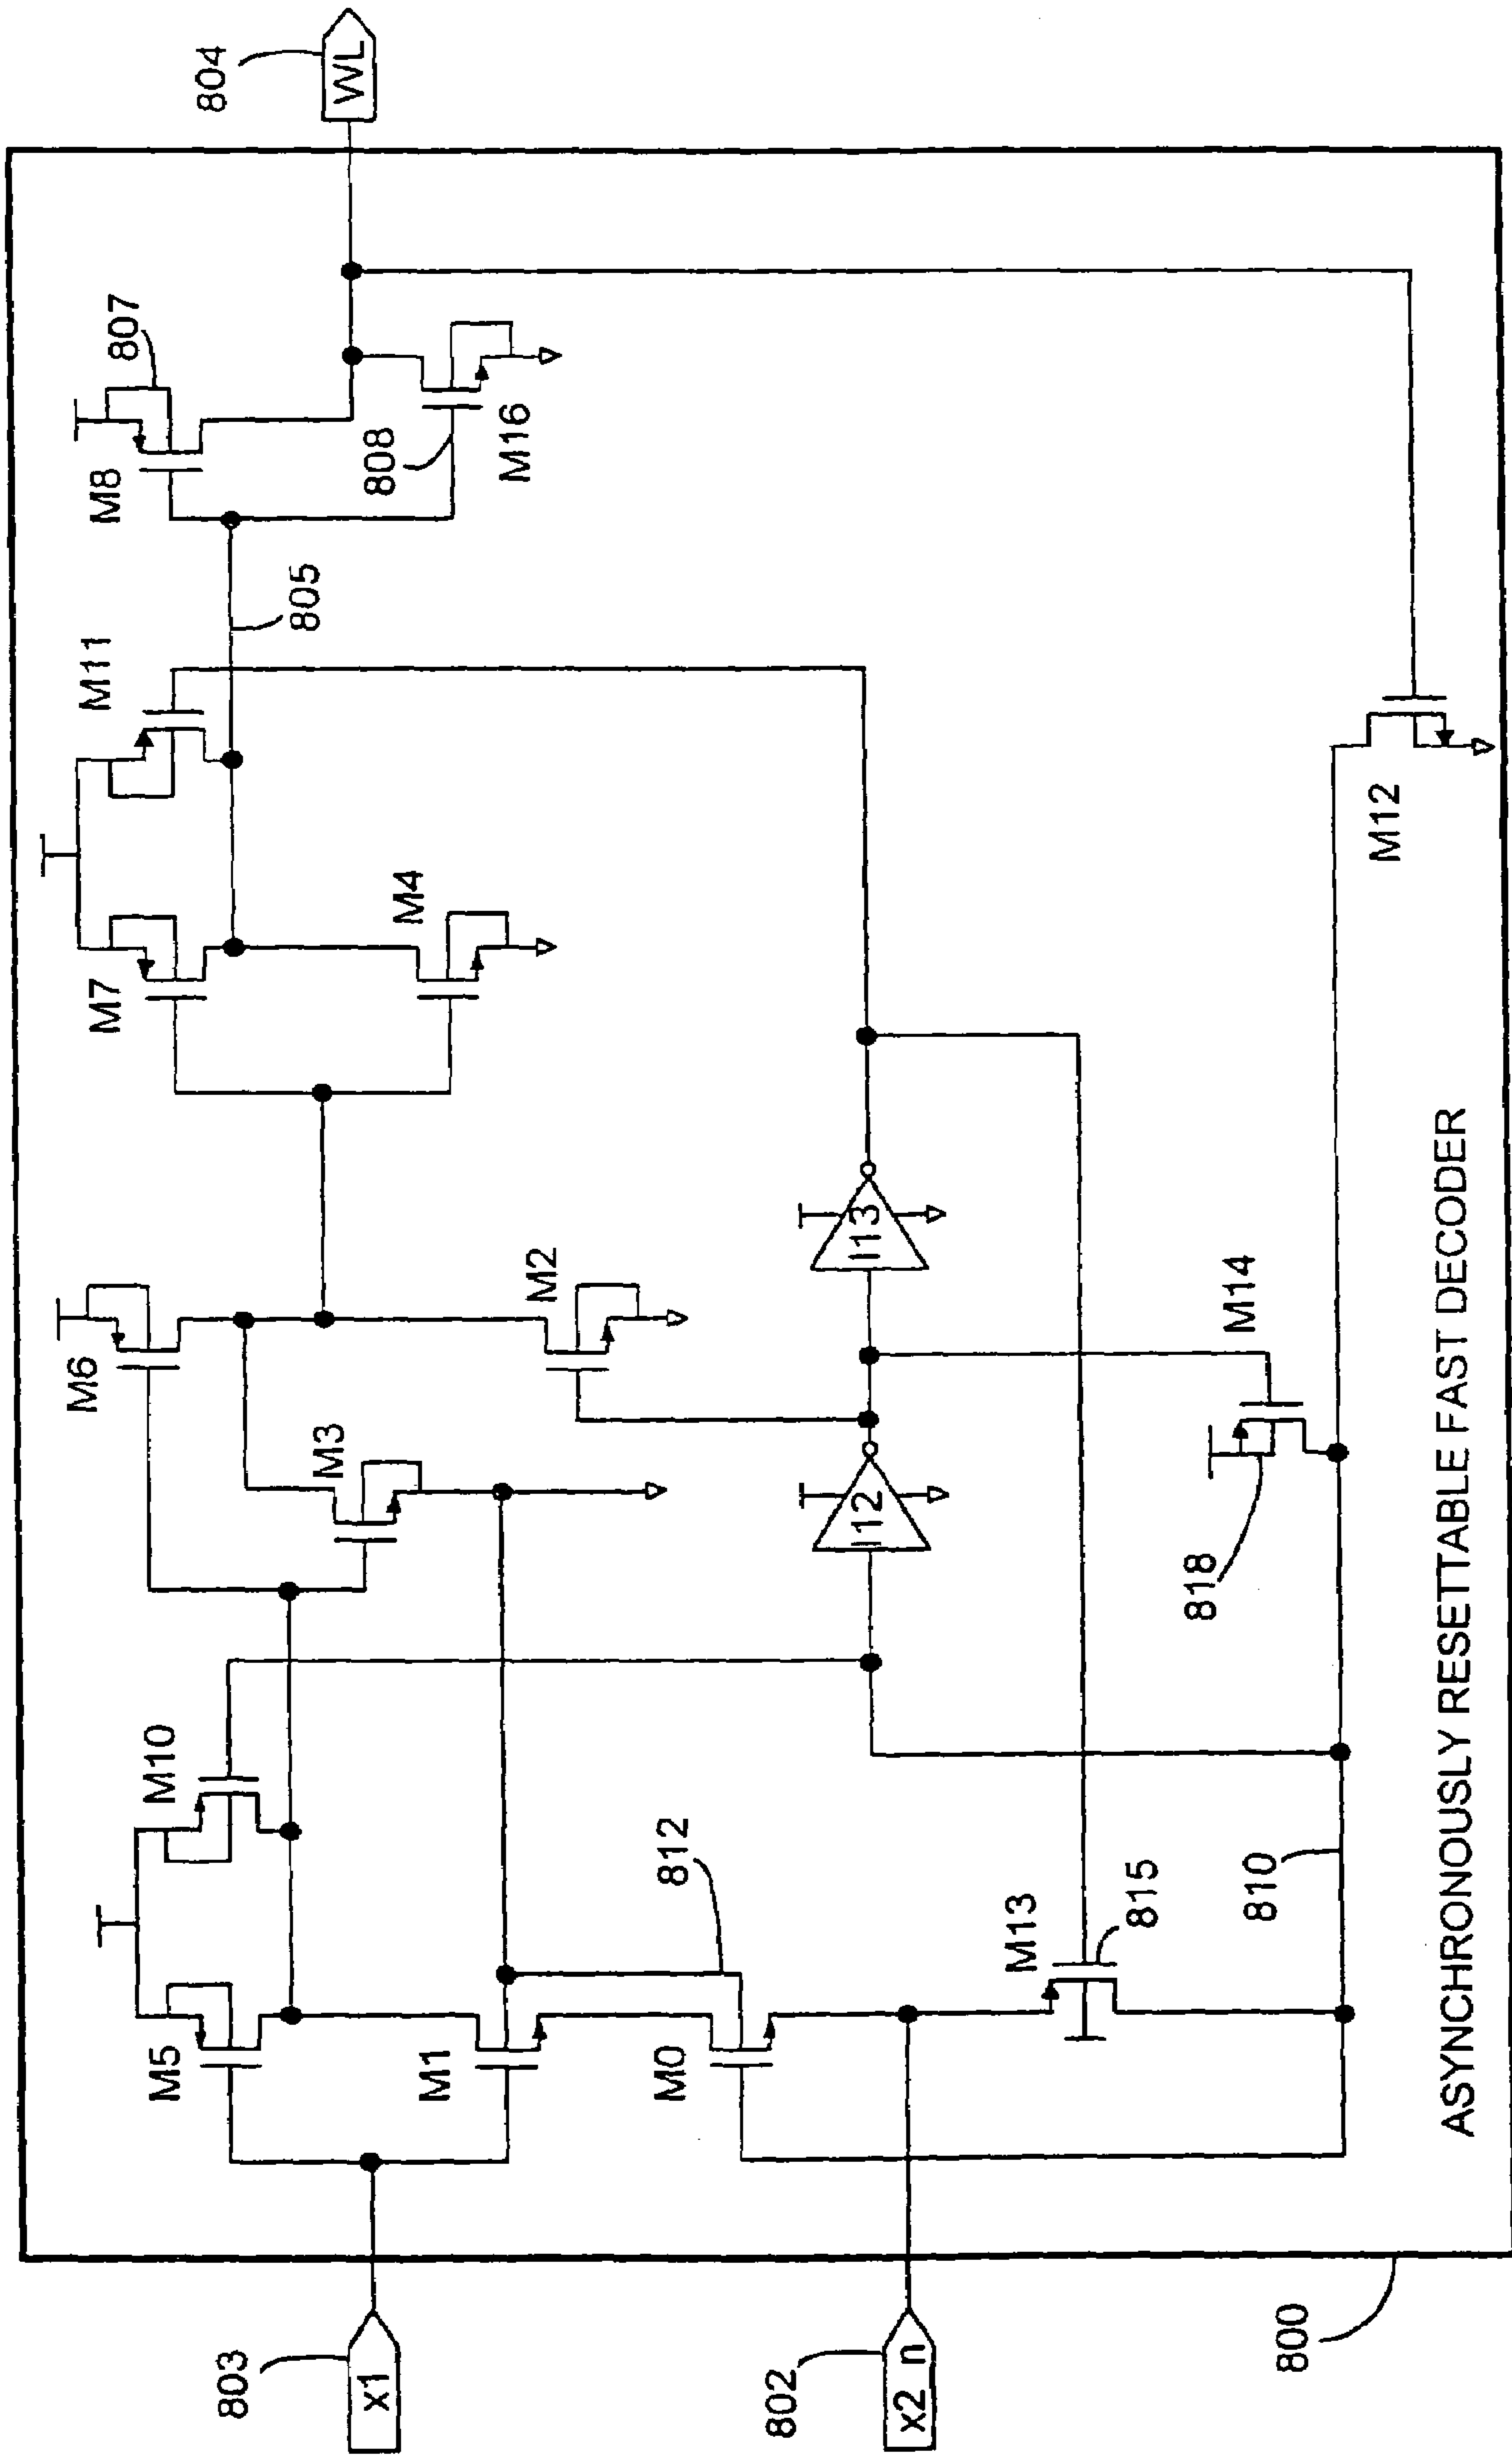 803
x1
802
x2_n
800
M5
M10
M1
M0
812
M13
815
810
M6
M3
M2
I12
I13
818
M14
M7
M4
M11
805
M8
807
808
M16
M12
804
WL
ASYNCHRONOUSLY RESETTABLE FAST DECODER